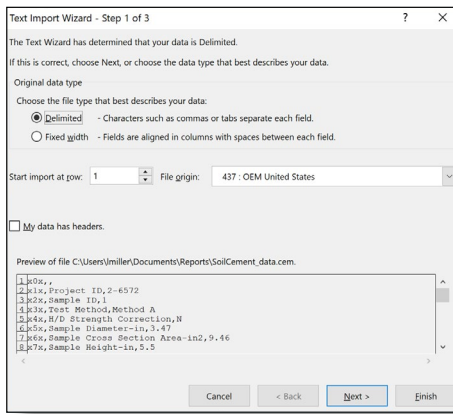 Text Import Wizard - Step 1 of 3 ? X
The Text Wizard has determined that your data is Delimited.
If this is correct, choose Next, or choose the data type that best describes your data.
Original data type
Choose the file type that best describes your data:
Delimited - Characters such as commas or tabs separate each field.
Fixed width - Fields are aligned in columns with spaces between each field.
Start import at row: 1 File origin: 437 : OEM United States
My data has headers.
Preview of file C:\Users\lmiller\Documents\Reports\SoilCement_data.cem.
1 x0x,,
2 x1x,Project ID,2-6572
3 x2x,Sample ID,1
4 x3x,Test Method,Method A
5 x4x,H/D Strength Correction,N
6 x5x,Sample Diameter-in,3.47
7 x6x,Sample Cross Section Area-in2,9.46
8 x7x,Sample Height-in,5.5
Cancel < Back Next > Finish